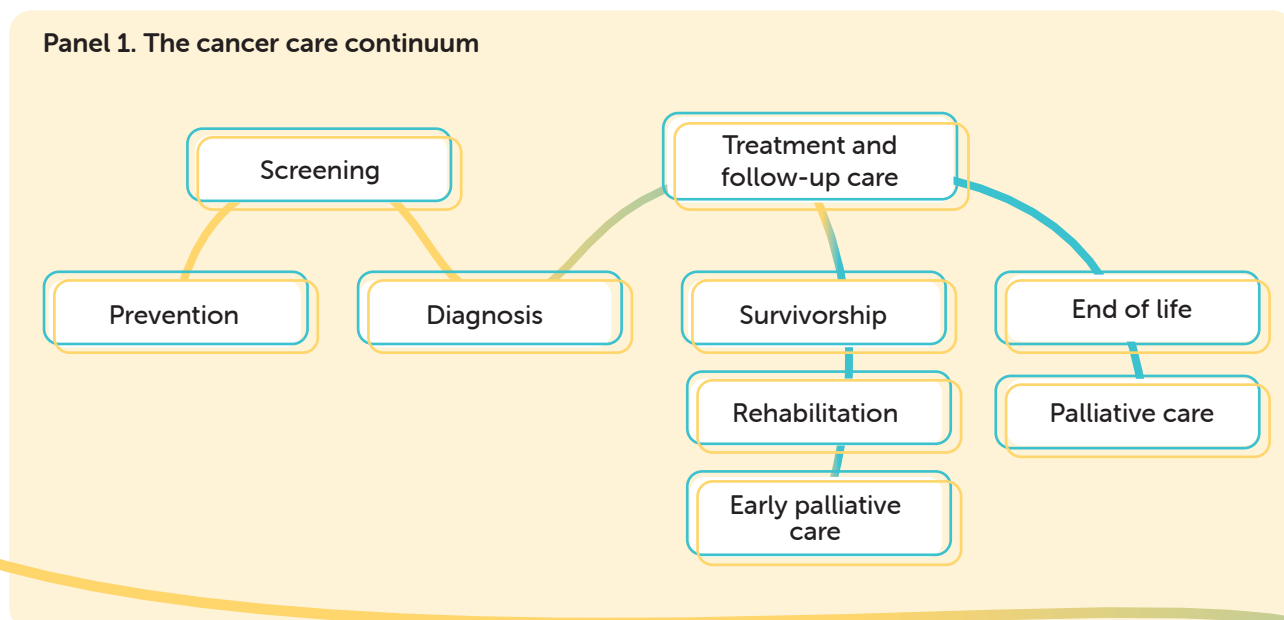 Panel 1. The cancer care continuum
Screening
Treatment and
follow-up care
Prevention
Diagnosis
Survivorship
End of life
Rehabilitation
Palliative care
Early palliative
care